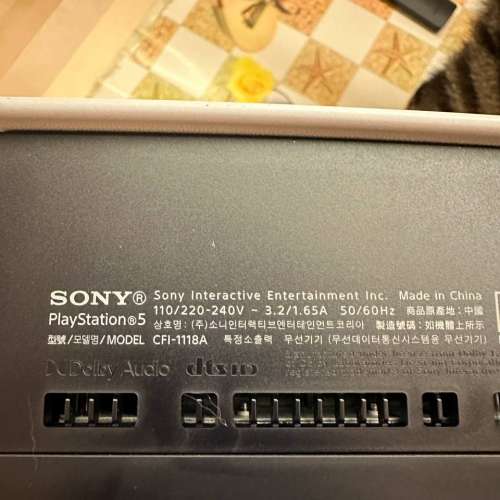 SONY® Sony Interactive Entertainment Inc. Made in China
PlayStation®5 110/220-240V ~ 3.2/1.65A 50/60Hz 商品原產地:中國
상호명: (주)소니인터랙티브엔터테인먼트코리아 製造號碼:如機體上所示
型號/모델명/MODEL CFI-1118A 특정소출력 무선기기 (무선데이터통신시스템용 무선기기)
Dolby Audio dts